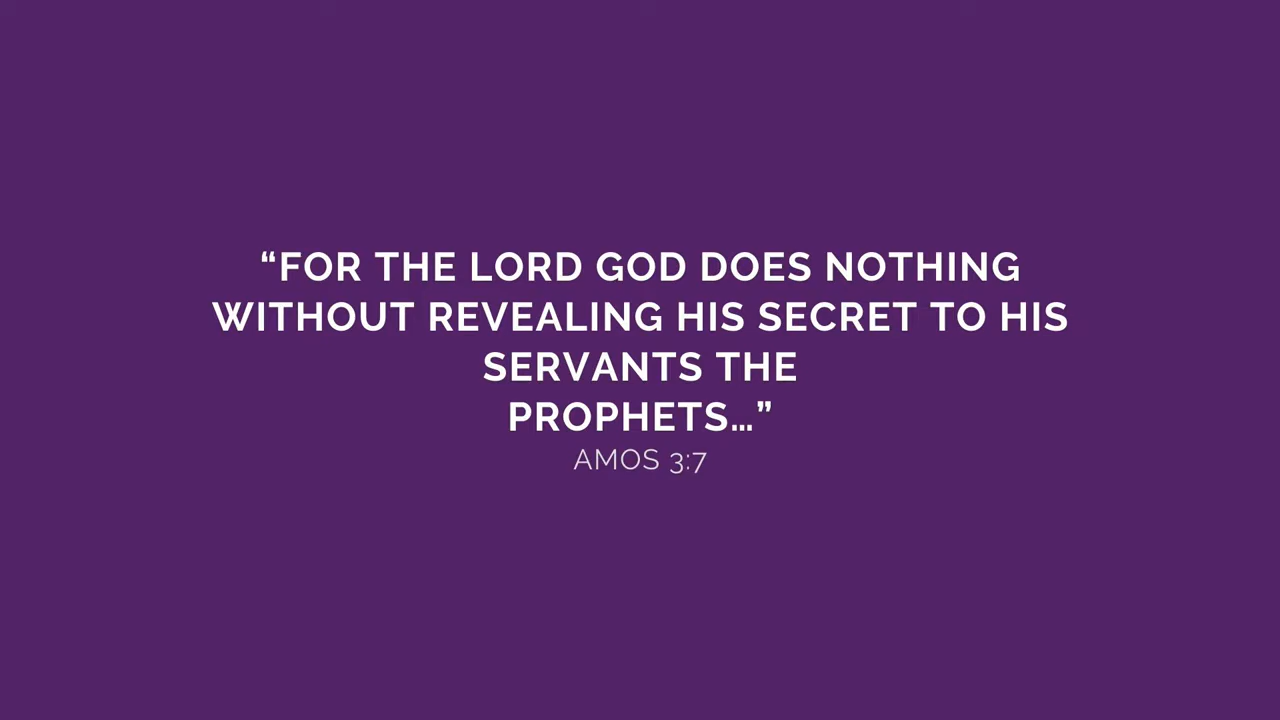 “FOR THE LORD GOD DOES NOTHING
WITHOUT REVEALING HIS SECRET TO HIS
SERVANTS THE
PROPHETS…”
AMOS 3:7